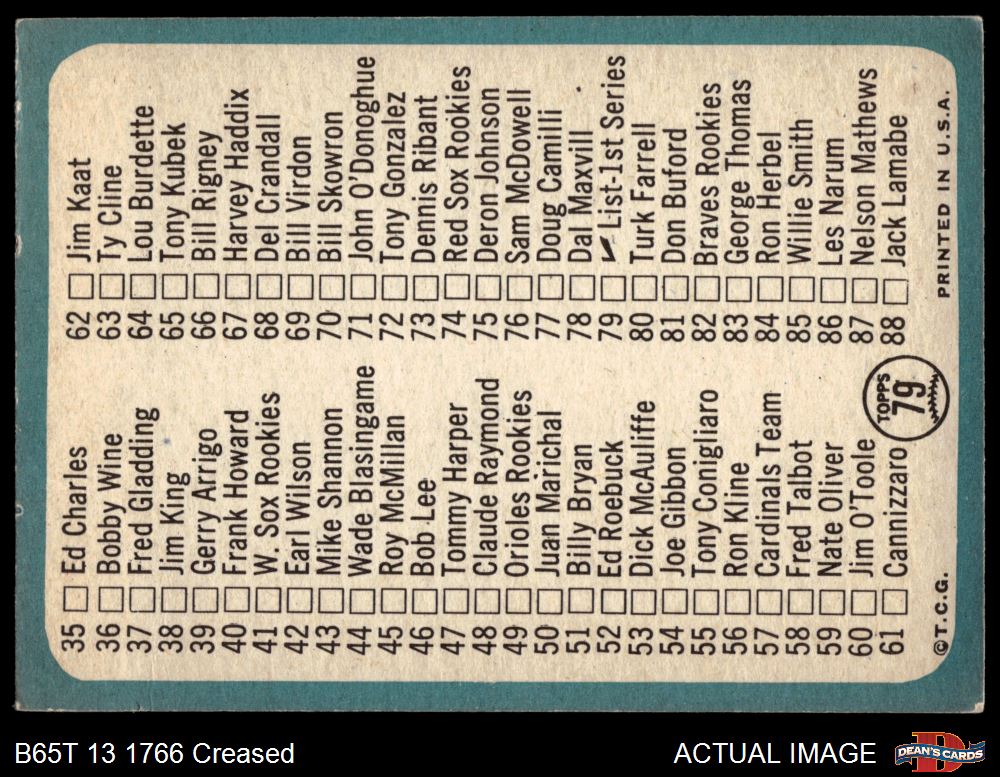 35 Ed Charles
36 Bobby Wine
37 Fred Gladding
38 Jim King
39 Gerry Arrigo
40 Frank Howard
41 W. Sox Rookies
42 Earl Wilson
43 Mike Shannon
44 Wade Blasingame
45 Roy McMillan
46 Bob Lee
47 Tommy Harper
48 Claude Raymond
49 Orioles Rookies
50 Juan Marichal
51 Billy Bryan
52 Ed Roebuck
53 Dick McAuliffe
54 Joe Gibbon
55 Tony Conigliaro
56 Ron Kline
57 Cardinals Team
58 Fred Talbot
59 Nate Oliver
60 Jim O'Toole
61 Cannizzaro
62 Jim Kaat
63 Ty Cline
64 Lou Burdette
65 Tony Kubek
66 Bill Rigney
67 Harvey Haddix
68 Del Crandall
69 Bill Virdon
70 Bill Skowron
71 John O'Donoghue
72 Tony Gonzalez
73 Dennis Ribant
74 Red Sox Rookies
75 Deron Johnson
76 Sam McDowell
77 Doug Camilli
78 Dal Maxvill
79 ✓List-1st Series
80 Turk Farrell
81 Don Buford
82 Braves Rookies
83 George Thomas
84 Ron Herbel
85 Willie Smith
86 Les Narum
87 Nelson Mathews
88 Jack Lamabe
TOPPS
79
©T.C.G.
PRINTED IN U.S.A.
B65T 13 1766 Creased
ACTUAL IMAGE
DEAN'S CARDS